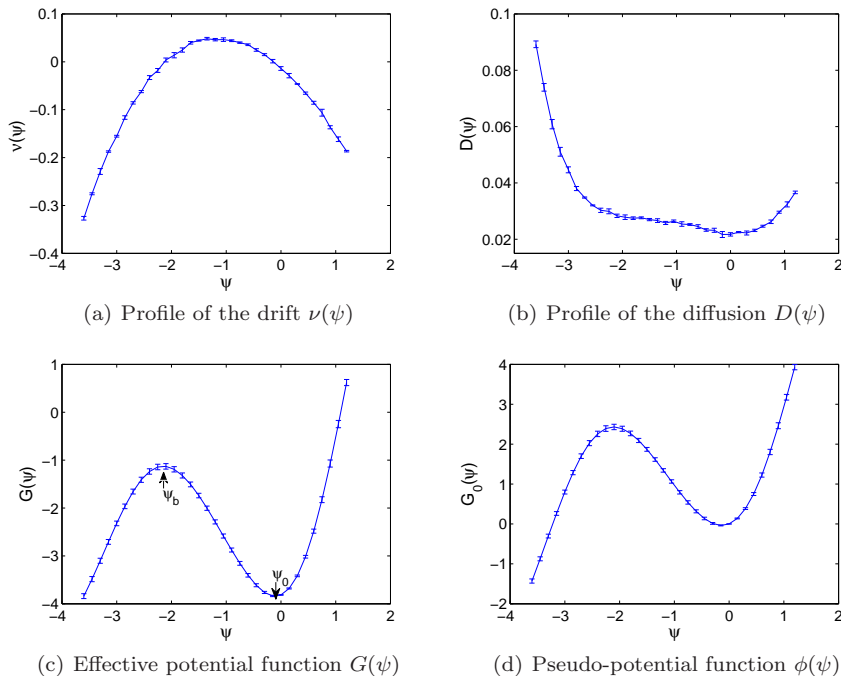 0.1
0
−0.1
−0.2
−0.3
−0.4
ν(ψ)
−4 −3 −2 −1 0 1 2
ψ
(a) Profile of the drift ν(ψ)
0.1
0.08
0.06
0.04
0.02
D(ψ)
−4 −3 −2 −1 0 1 2
ψ
(b) Profile of the diffusion D(ψ)
1
0
−1
−2
−3
−4
G(ψ)
ψb
ψ0
−4 −3 −2 −1 0 1 2
ψ
(c) Effective potential function G(ψ)
4
3
2
1
0
−1
−2
G0(ψ)
−4 −3 −2 −1 0 1 2
ψ
(d) Pseudo-potential function ϕ(ψ)